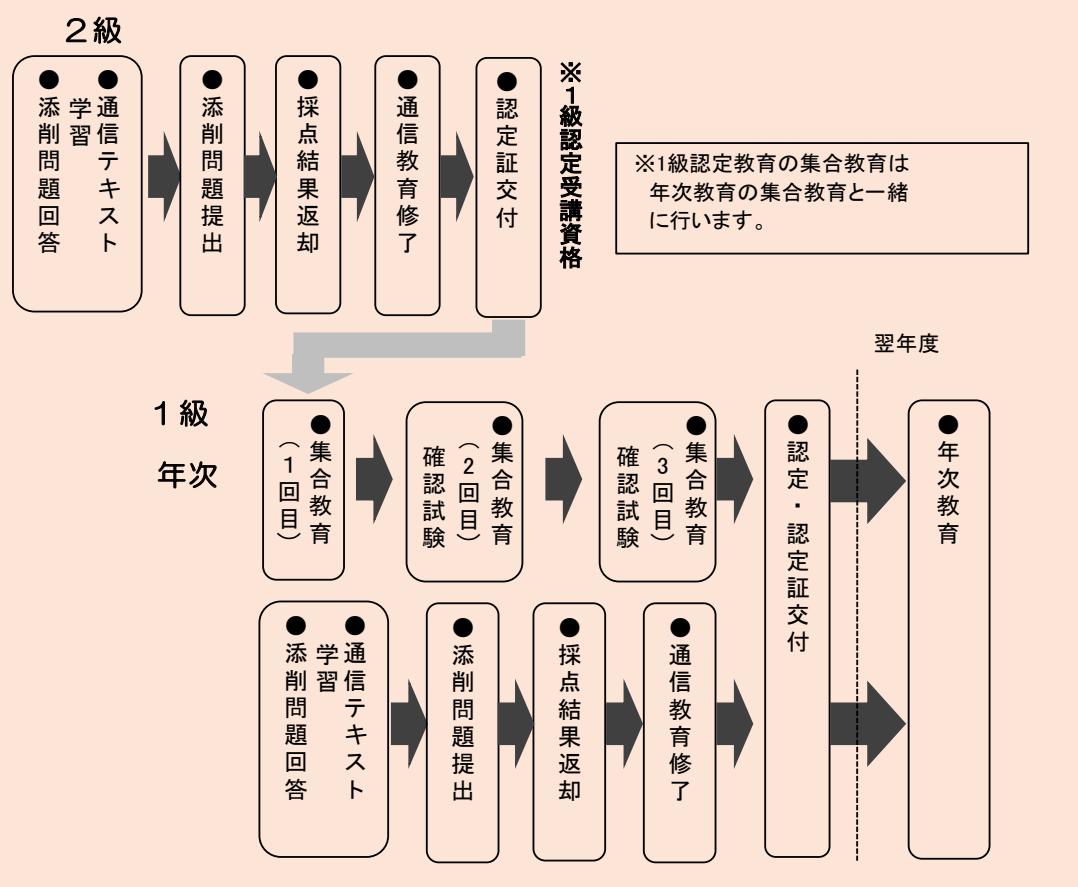 ２級
●通信テキスト
学習
●添削問題回答
●添削問題提出
●採点結果返却
●通信教育修了
●認定証交付
※１級認定受講資格
※1級認定教育の集合教育は
年次教育の集合教育と一緒
に行います。
翌年度
１級
年次
●集合教育
（１回目）
●集合教育
（２回目）
確認試験
●集合教育
（３回目）
確認試験
●認定・認定証交付
●年次教育
●通信テキスト
学習
●添削問題回答
●添削問題提出
●採点結果返却
●通信教育修了